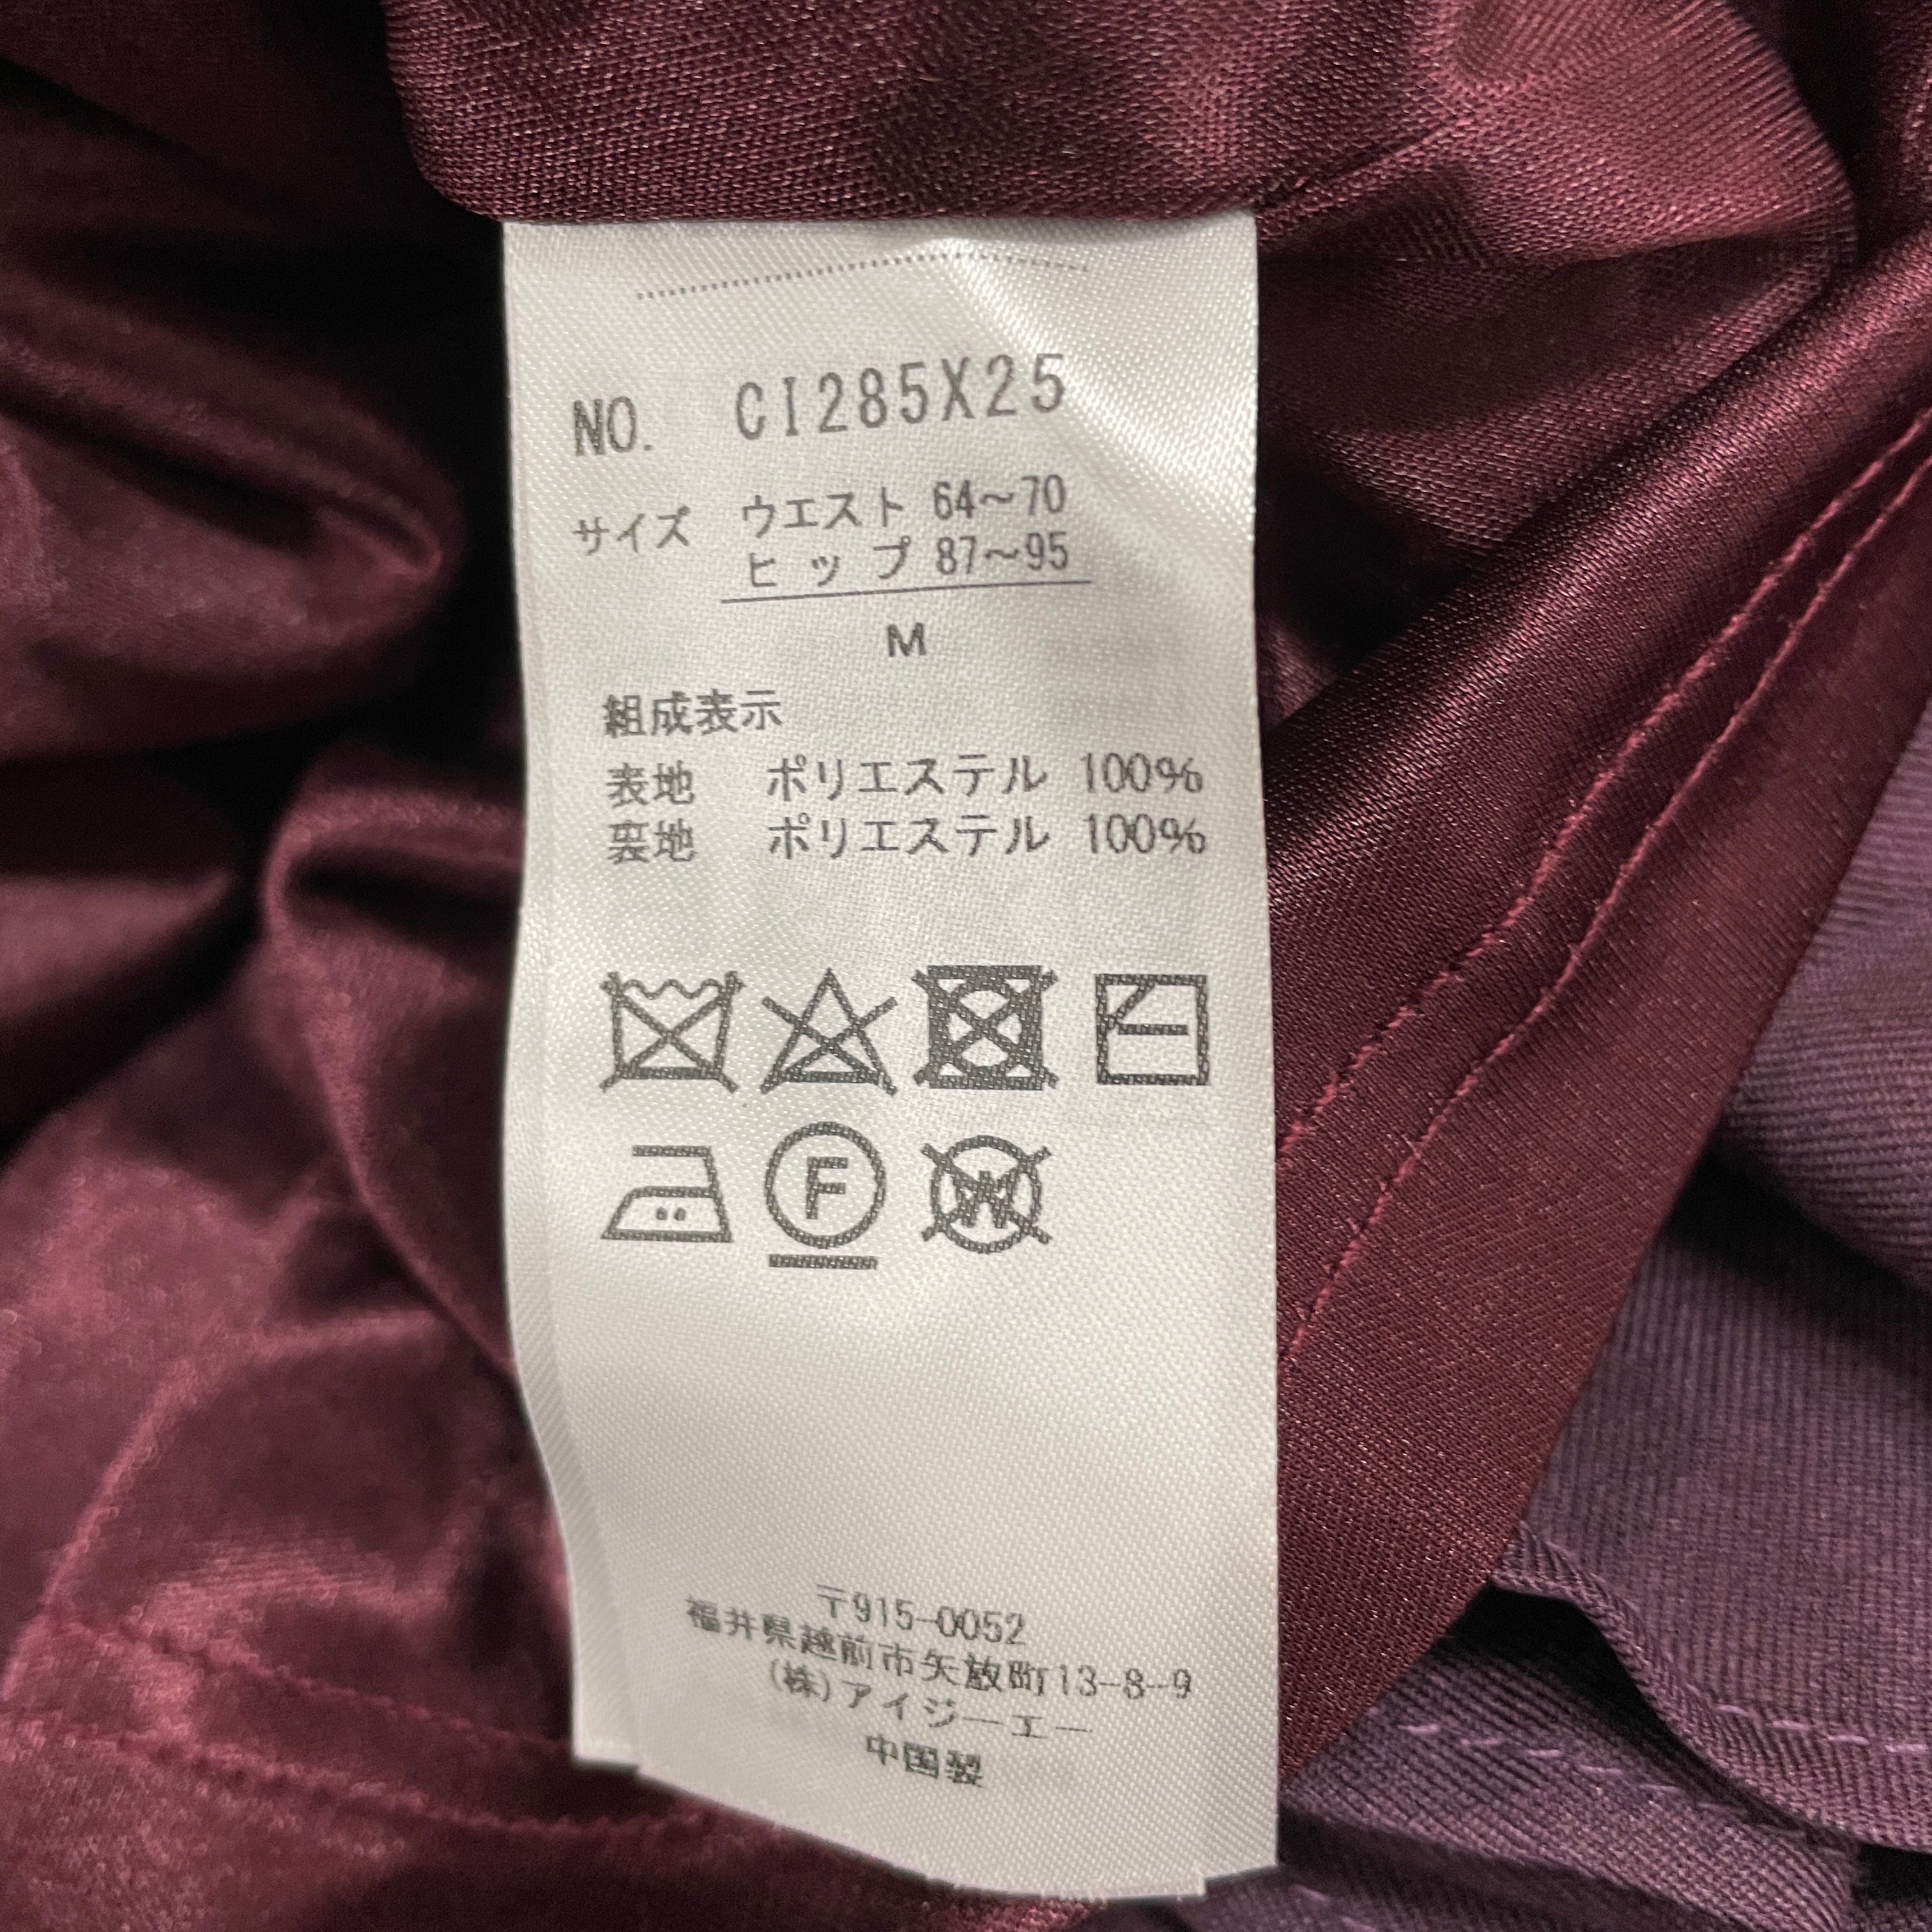 NO. CI285X25
サイズ ウエスト 64～70
ヒップ 87～95
M
組成表示
表地 ポリエステル 100%
裏地 ポリエステル 100%
F
W
〒915-0052
福井県越前市矢放町13-8-9
(株)アイジーエー
中国製